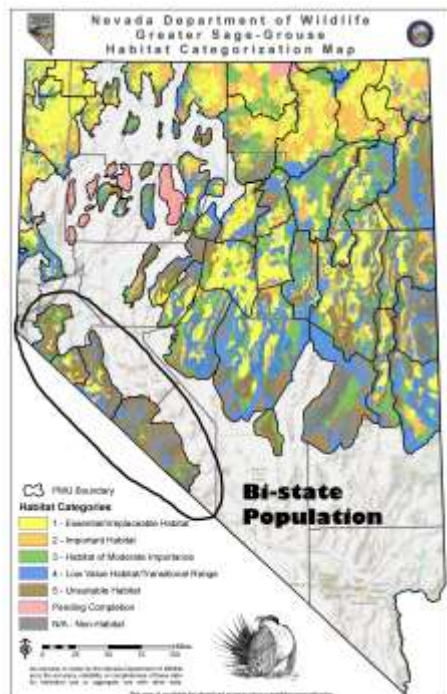 Nevada Department of Wildlife
Greater Sage-Grouse
Habitat Categorization Map
Bi-state
Population
PMU Boundary
Habitat Categories
1 - Essential/Irreplaceable Habitat
2 - Important Habitat
3 - Habitat of Moderate Importance
4 - Low Value Habitat/Transitional Range
5 - Unsuitable Habitat
Pending Completion
N/A - Non-Habitat